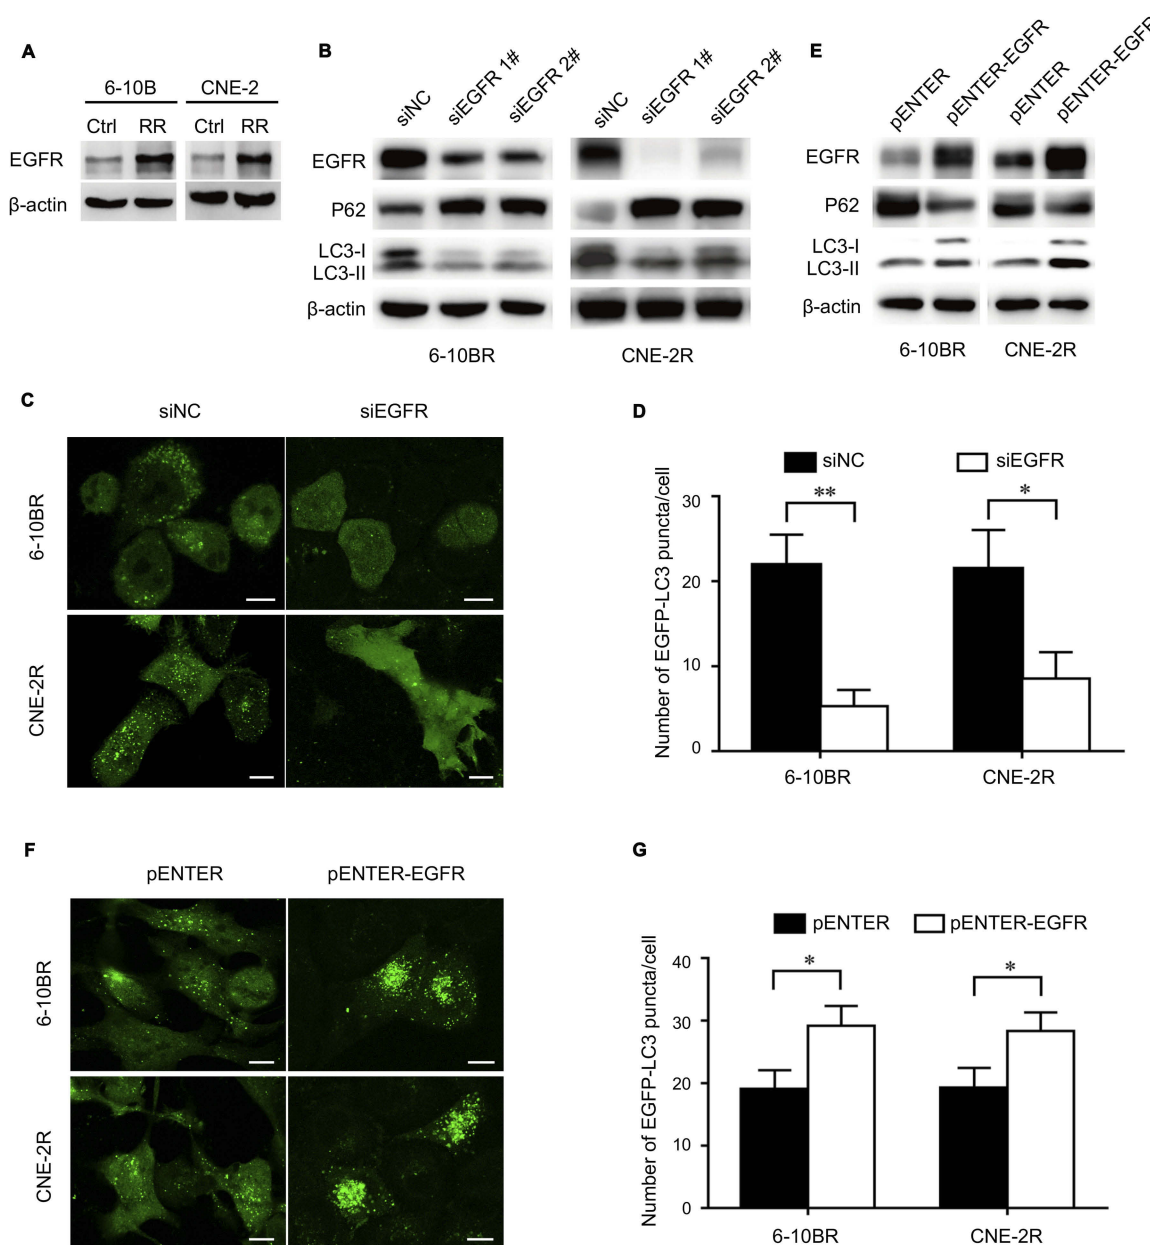 A
6-10B CNE-2
Ctrl RR Ctrl RR
EGFR
β-actin
B
siNC siEGFR 1# siEGFR 2# siNC siEGFR 1# siEGFR 2#
EGFR
P62
LC3-I
LC3-II
β-actin
6-10BR CNE-2R
E
pENTER pENTER-EGFR pENTER pENTER-EGFR
EGFR
P62
LC3-I
LC3-II
β-actin
6-10BR CNE-2R
C
siNC siEGFR
6-10BR
CNE-2R
D
siNC siEGFR
Number of EGFP-LC3 puncta/cell
30
20
10
0
** *
6-10BR CNE-2R
F
pENTER pENTER-EGFR
6-10BR
CNE-2R
G
pENTER pENTER-EGFR
Number of EGFP-LC3 puncta/cell
40
30
20
10
0
* *
6-10BR CNE-2R